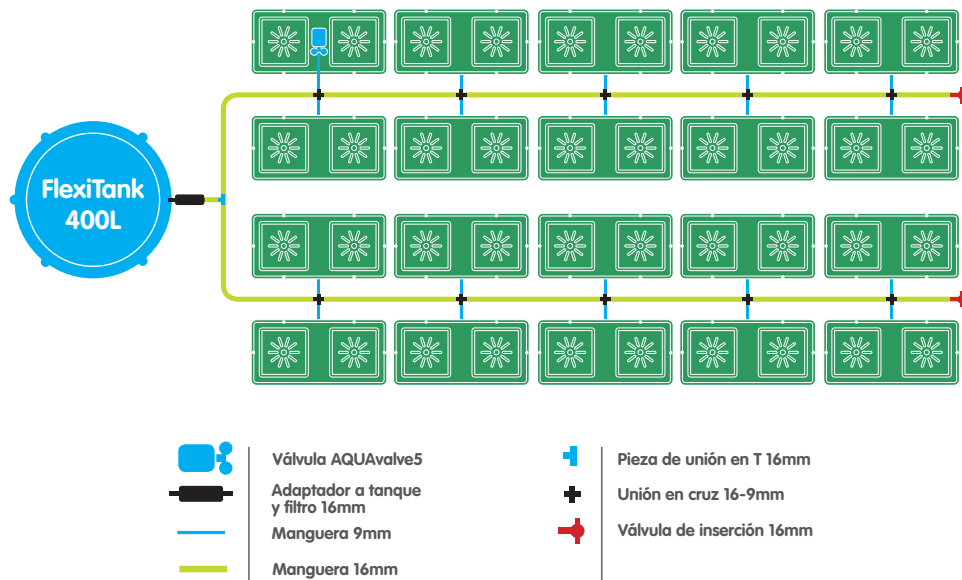 FlexiTank
400L
Válvula AQUAvalve5
Adaptador a tanque
y filtro 16mm
Manguera 9mm
Manguera 16mm
Pieza de unión en T 16mm
Unión en cruz 16-9mm
Válvula de inserción 16mm